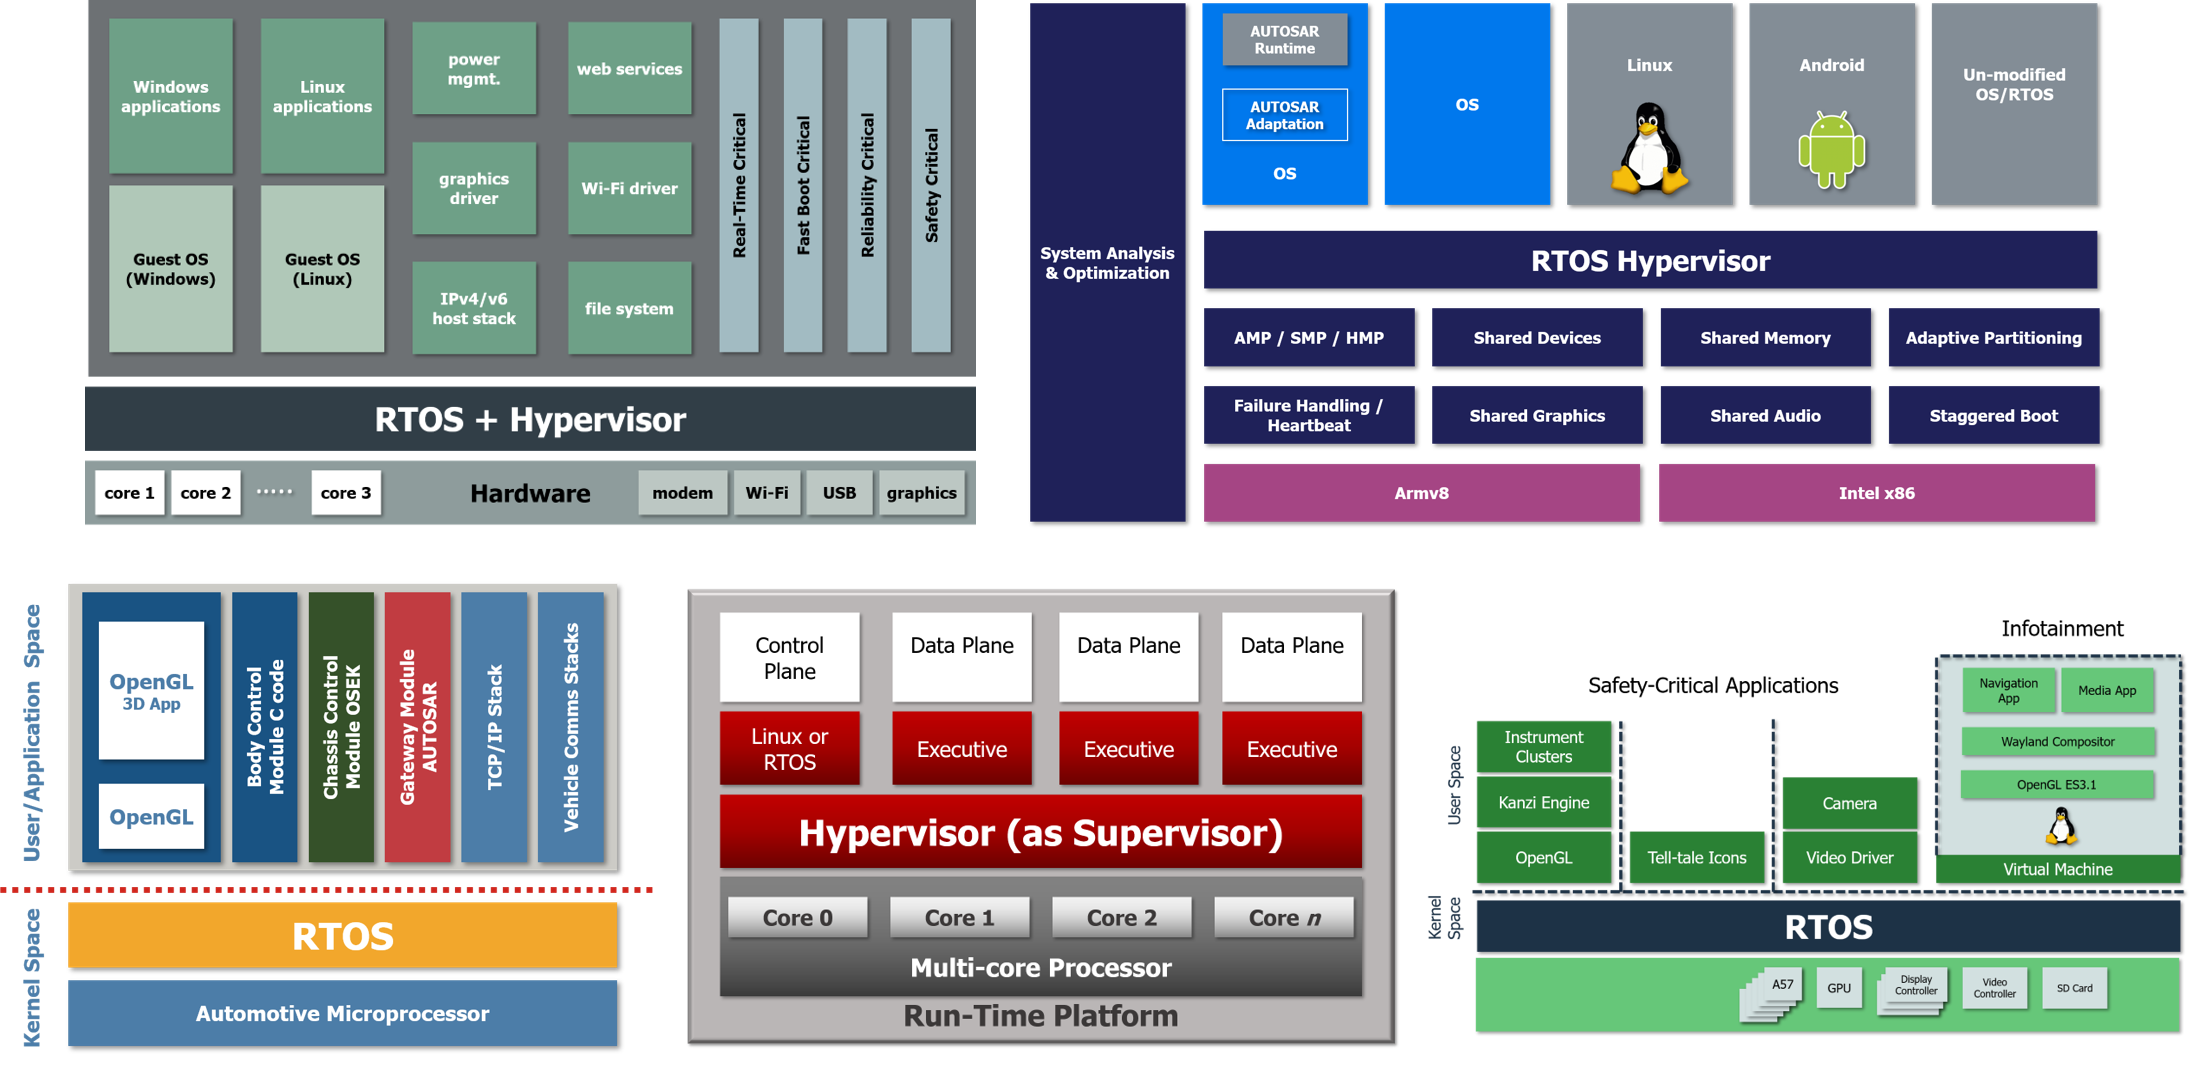 Windows
applications
Linux
applications
power
mgmt.
web services
graphics
driver
Wi-Fi driver
Guest OS
(Windows)
Guest OS
(Linux)
IPv4/v6
host stack
file system
Real-Time Critical
Fast Boot Critical
Reliability Critical
Safety Critical
RTOS + Hypervisor
core 1
core 2
.....
core 3
Hardware
modem
Wi-Fi
USB
graphics
System Analysis
& Optimization
AUTOSAR
Runtime
AUTOSAR
Adaptation
OS
OS
Linux
Android
Un-modified
OS/RTOS
RTOS Hypervisor
AMP / SMP / HMP
Shared Devices
Shared Memory
Adaptive Partitioning
Failure Handling /
Heartbeat
Shared Graphics
Shared Audio
Staggered Boot
Armv8
Intel x86
User/Application Space
OpenGL
3D App
OpenGL
Body Control
Module C code
Chassis Control
Module OSEK
Gateway Module
AUTOSAR
TCP/IP Stack
Vehicle Comms Stacks
Kernel Space
RTOS
Automotive Microprocessor
Control
Plane
Data Plane
Data Plane
Data Plane
Linux or
RTOS
Executive
Executive
Executive
Hypervisor (as Supervisor)
Core 0
Core 1
Core 2
Core n
Multi-core Processor
Run-Time Platform
Infotainment
Safety-Critical Applications
User Space
Instrument
Clusters
Kanzi Engine
OpenGL
Tell-tale Icons
Camera
Video Driver
Navigation
App
Media App
Wayland Compositor
OpenGL ES3.1
Virtual Machine
Kernel
Space
RTOS
A57
GPU
Display
Controller
Video
Controller
SD Card